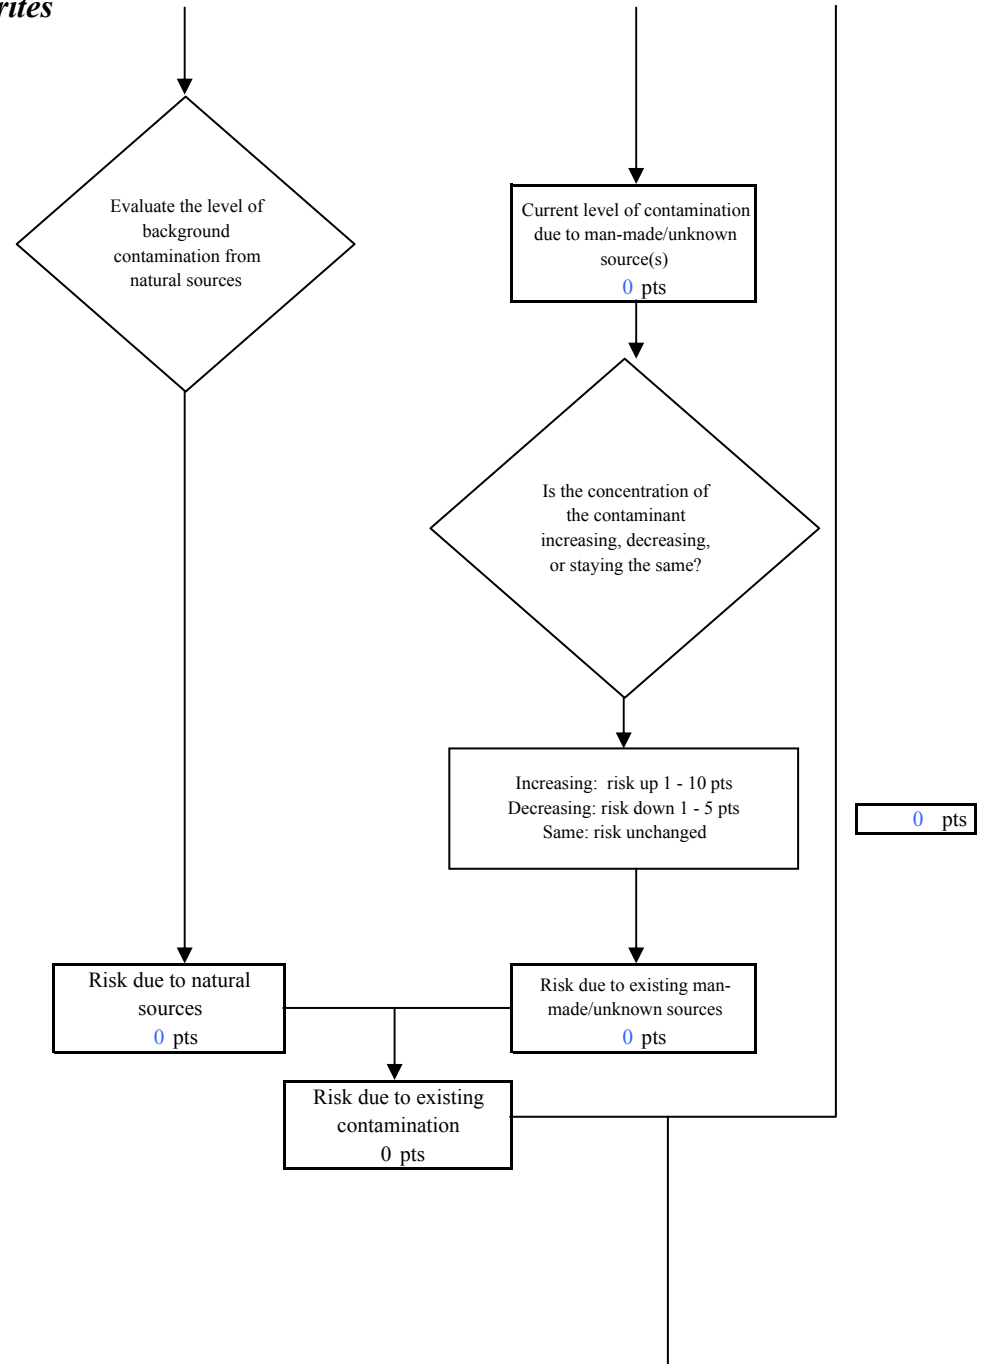 Evaluate the level of
background
contamination from
natural sources
Current level of contamination
due to man-made/unknown
source(s)
0 pts
Is the concentration of
the contaminant
increasing, decreasing,
or staying the same?
Increasing: risk up 1 - 10 pts
Decreasing: risk down 1 - 5 pts
Same: risk unchanged
0 pts
Risk due to natural
sources
0 pts
Risk due to existing man-
made/unknown sources
0 pts
Risk due to existing
contamination
0 pts